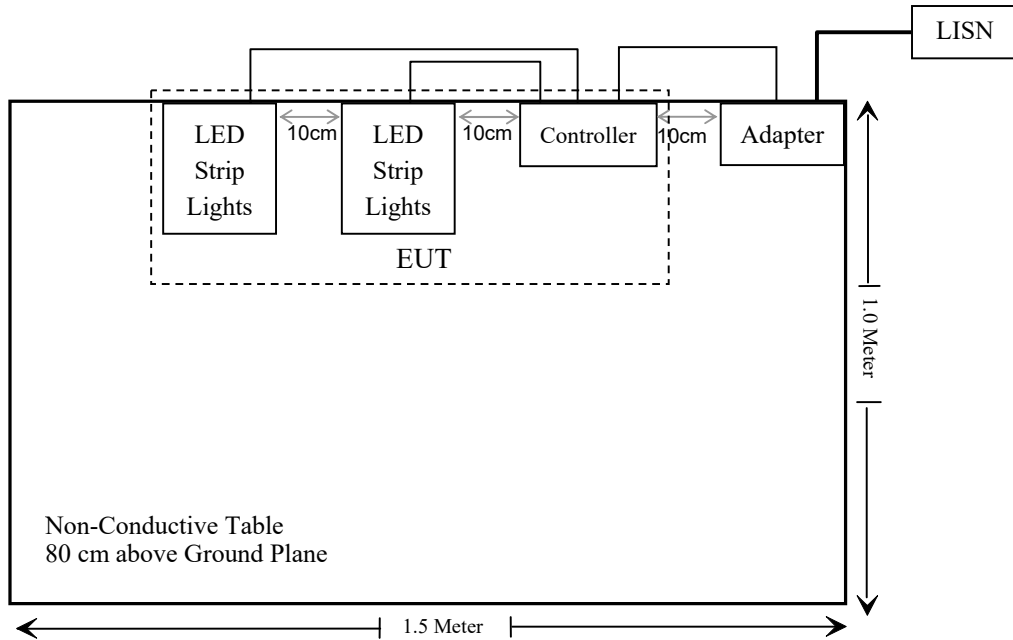 LISN
LED
Strip
Lights
10cm
LED
Strip
Lights
10cm
Controller
10cm
Adapter
EUT
1.0 Meter
Non-Conductive Table
80 cm above Ground Plane
1.5 Meter